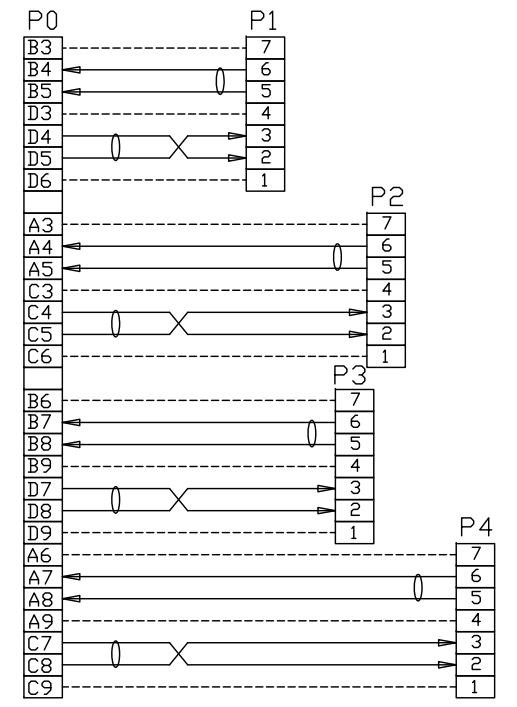 P0 P1
B3 7
B4 6
B5 5
D3 4
D4 3
D5 2
D6 1
P2
A3 7
A4 6
A5 5
C3 4
C4 3
C5 2
C6 1
P3
B6 7
B7 6
B8 5
B9 4
D7 3
D8 2
D9 1
P4
A6 7
A7 6
A8 5
A9 4
C7 3
C8 2
C9 1